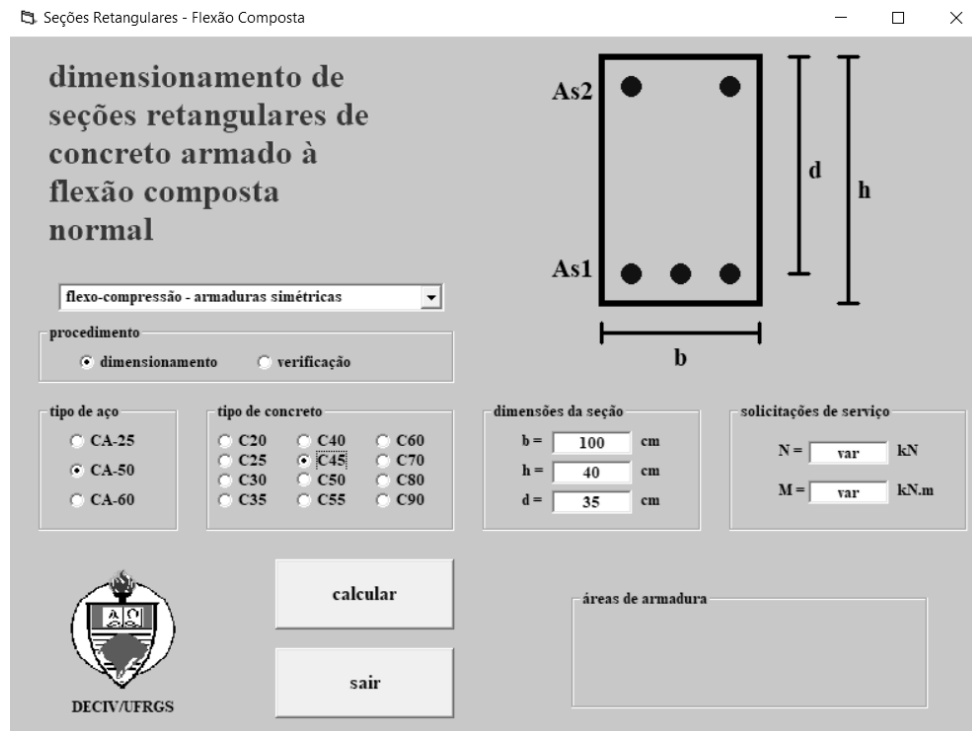 Seções Retangulares - Flexão Composta
dimensionamento de
seções retangulares de
concreto armado à
flexão composta
normal
As2
d
h
As1
b
flexo-compressão - armaduras simétricas
procedimento
dimensionamento verificação
tipo de aço
CA-25
CA-50
CA-60
tipo de concreto
C20 C40 C60
C25 C45 C70
C30 C50 C80
C35 C55 C90
dimensões da seção
b = 100 cm
h = 40 cm
d = 35 cm
solicitações de serviço
N = var kN
M = var kN.m
DECIV/UFRGS
calcular
sair
áreas de armadura